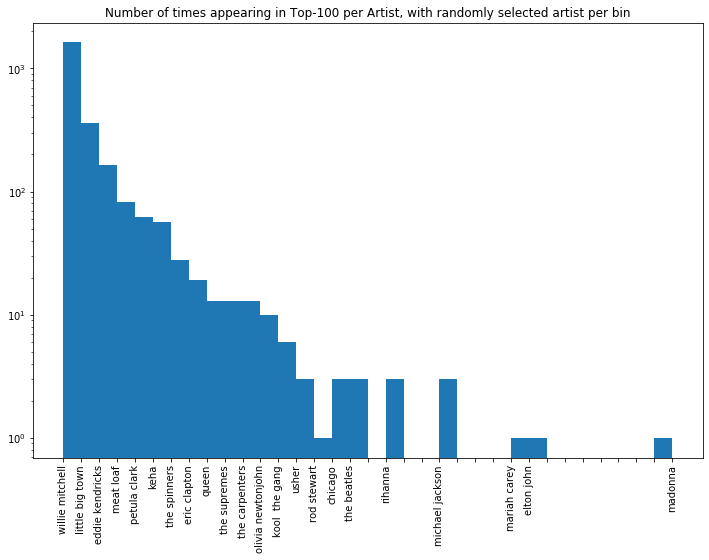 Number of times appearing in Top-100 per Artist, with randomly selected artist per bin
10³
10²
10¹
10⁰
willie mitchell
little big town
eddie kendricks
meat loaf
petula clark
keha
the spinners
eric clapton
queen
the supremes
the carpenters
olivia newtonjohn
kool  the gang
usher
rod stewart
chicago
the beatles
rihanna
michael jackson
mariah carey
elton john
madonna